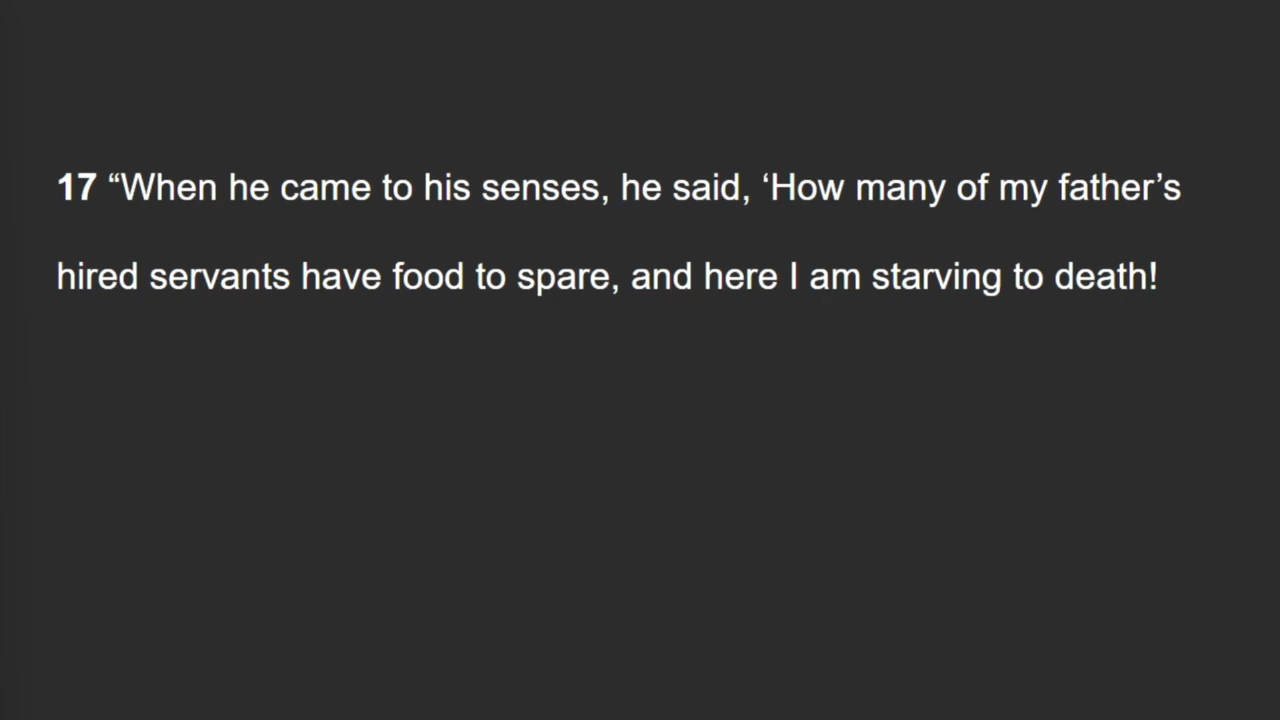 17 “When he came to his senses, he said, ‘How many of my father’s
hired servants have food to spare, and here I am starving to death!